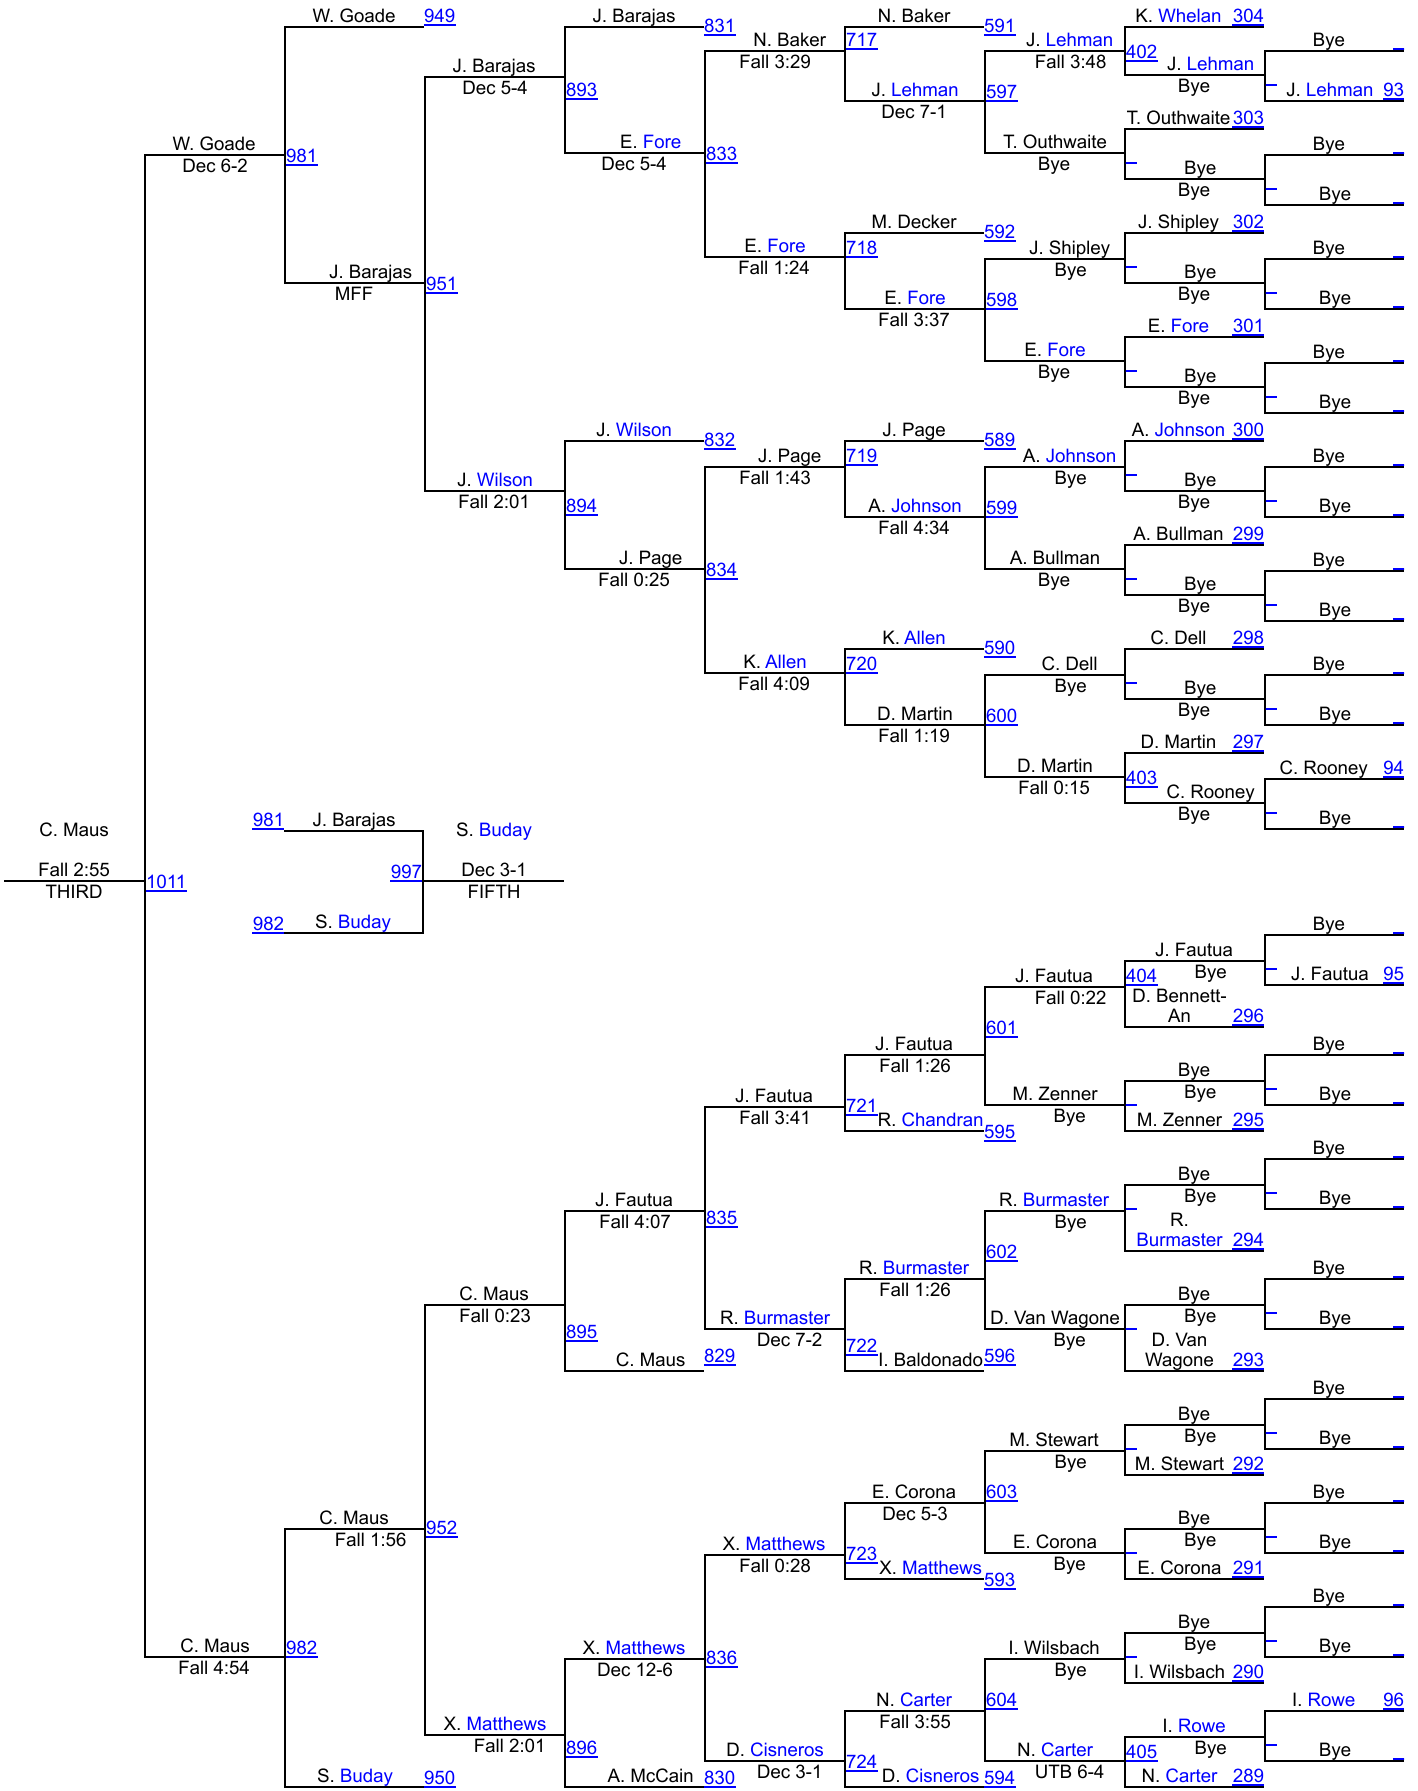 W. Goade 949
J. Barajas 831
N. Baker 591
K. Whelan 304
N. Baker 717
Fall 3:29
J. Lehman
Fall 3:48
402
J. Lehman
Bye
Bye
J. Lehman 93
J. Barajas
Dec 5-4
893
J. Lehman 597
Dec 7-1
T. Outhwaite 303
T. Outhwaite
Bye
Bye
Bye
Bye
Bye
W. Goade
Dec 6-2
981
E. Fore 833
Dec 5-4
M. Decker 592
J. Shipley 302
E. Fore 718
Fall 1:24
J. Shipley
Bye
Bye
Bye
Bye
Bye
J. Barajas 951
MFF
E. Fore 598
Fall 3:37
E. Fore 301
E. Fore
Bye
Bye
Bye
Bye
Bye
J. Wilson 832
J. Page 589
A. Johnson 300
J. Page 719
Fall 1:43
A. Johnson
Bye
Bye
Bye
Bye
Bye
J. Wilson
Fall 2:01
894
A. Johnson 599
Fall 4:34
A. Bullman 299
A. Bullman
Bye
Bye
Bye
Bye
Bye
J. Page 834
Fall 0:25
K. Allen 590
C. Dell 298
K. Allen 720
Fall 4:09
C. Dell
Bye
Bye
Bye
Bye
Bye
D. Martin 600
Fall 1:19
D. Martin 297
D. Martin 403
Fall 0:15
C. Rooney
Bye
C. Rooney 94
Bye
C. Maus
Fall 2:55
THIRD
1011
981 J. Barajas
997
982 S. Buday
S. Buday
Dec 3-1
FIFTH
Bye
J. Fautua
Bye
J. Fautua 95
J. Fautua 404
Fall 0:22
D. Bennett-
An 296
601
J. Fautua
Fall 1:26
Bye
Bye
Bye
Bye
M. Zenner
Bye
M. Zenner 295
J. Fautua 721
Fall 3:41
R. Chandran 595
Bye
Bye
Bye
Bye
J. Fautua 835
Fall 4:07
R. Burmaster
Bye
R.
Burmaster 294
602
R. Burmaster
Fall 1:26
Bye
Bye
Bye
Bye
C. Maus
Fall 0:23
895
R. Burmaster
Dec 7-2
722
D. Van Wagone
Bye
D. Van
Wagone 293
C. Maus 829
I. Baldonado 596
Bye
Bye
Bye
Bye
M. Stewart
Bye
M. Stewart 292
E. Corona 603
Dec 5-3
Bye
Bye
Bye
Bye
C. Maus 952
Fall 1:56
X. Matthews 723
Fall 0:28
X. Matthews 593
E. Corona
Bye
E. Corona 291
Bye
Bye
Bye
Bye
C. Maus 982
Fall 4:54
X. Matthews 836
Dec 12-6
I. Wilsbach
Bye
I. Wilsbach 290
N. Carter 604
Fall 3:55
I. Rowe 96
I. Rowe
Bye
Bye
X. Matthews
Fall 2:01
896
D. Cisneros
Dec 3-1
724
N. Carter 405
UTB 6-4
S. Buday 950
A. McCain 830
D. Cisneros 594
N. Carter 289